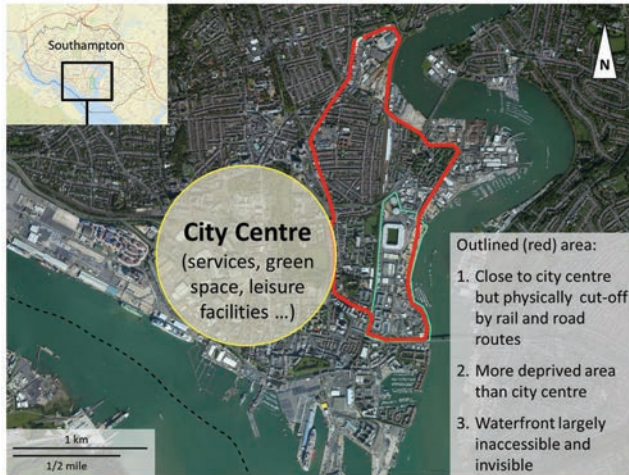 Southampton
N
City Centre
(services, green
space, leisure
facilities ...)
Outlined (red) area:
1. Close to city centre
but physically cut-off
by rail and road
routes
2. More deprived area
than city centre
3. Waterfront largely
inaccessible and
invisible
1 km
1/2 mile